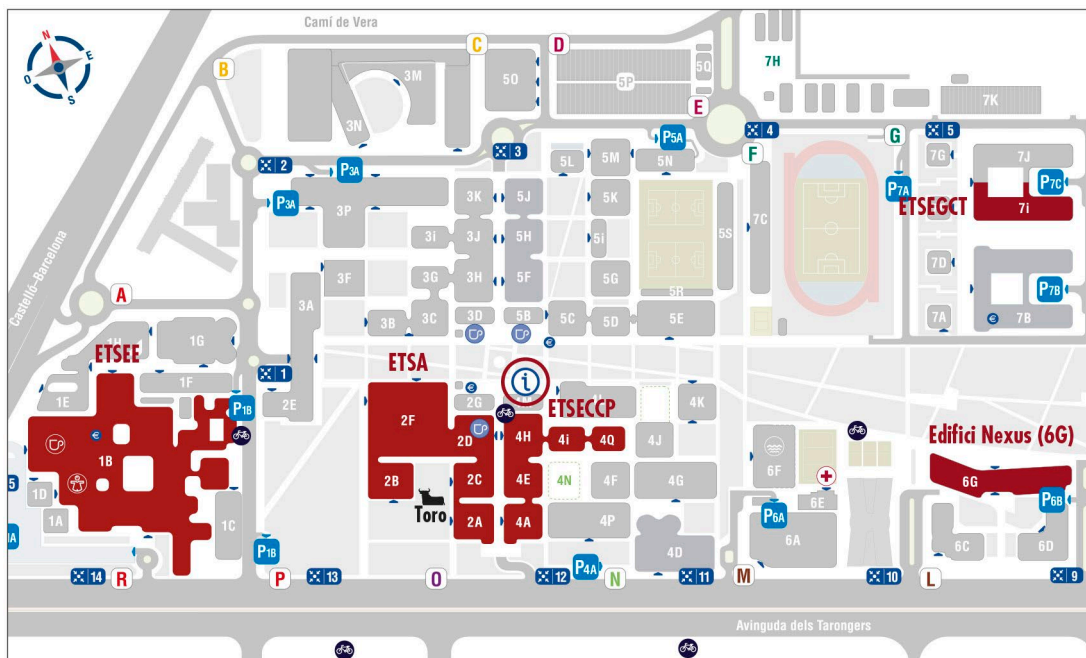 Camí de Vera
N
E
S
O
B
C
D
5O
5P
5Q
7H
3M
3N
E
7K
2
3
4
G
5
P5A
F
5L
5M
5N
7G
7J
P3A
P3A
P7A
P7C
ETSEGCT
7i
3P
3K
5J
5K
5S
7C
3i
3J
5H
5i
3F
3G
3H
5F
5G
7D
P7B
Castelló-Barcelona
A
3A
5R
3B
3C
3D
5B
5C
5D
5E
7A
7B
€
1H
1G
€
ETSEE
1
ETSA
i
1F
€
1E
P1B
2E
2F
2G
ETSECCP
4K
2D
4H
4i
4Q
4J
Edifici Nexus (6G)
€
1B
6F
2B
2C
4E
4N
4F
4G
6G
5
1D
Toro
6E
P6B
1A
1C
2A
4A
4P
P6A
6A
1A
P1B
4D
6C
6D
P4A
14
R
P
13
O
12
N
11
M
10
L
9
Avinguda dels Tarongers